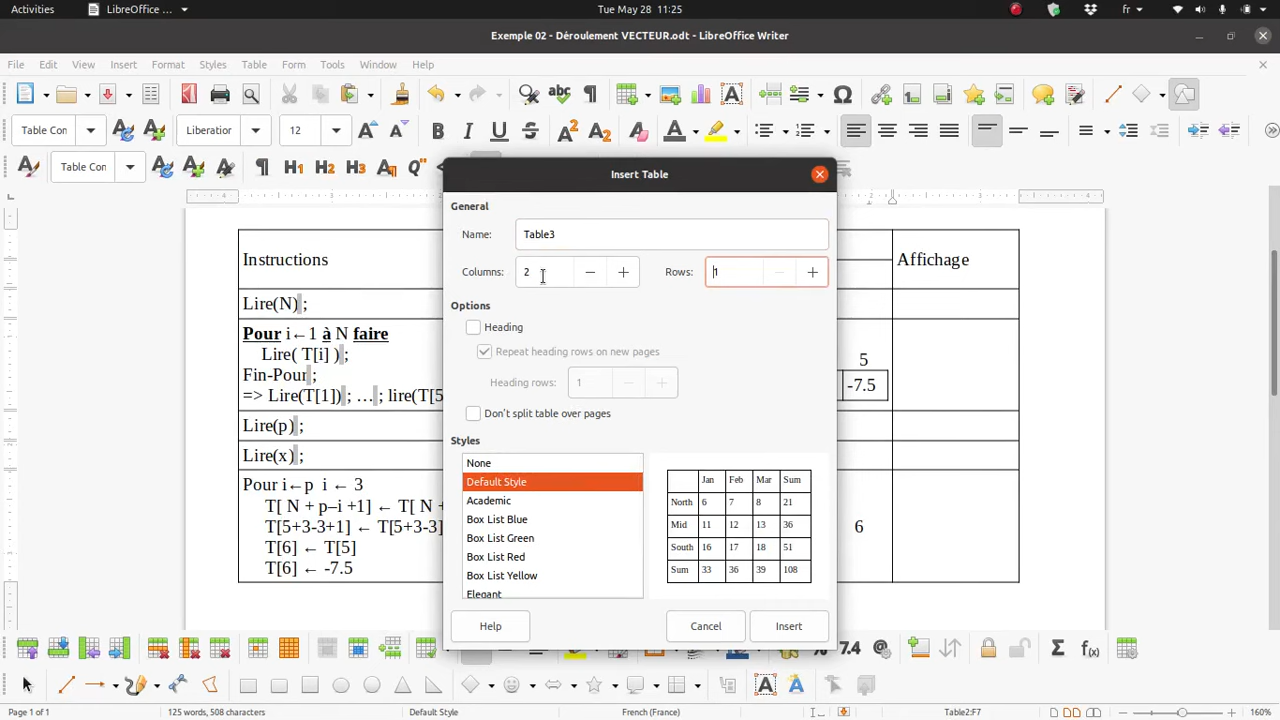 Activities LibreOffice ... Tue May 28 11:25 fr
Exemple 02 - Déroulement VECTEUR.odt - LibreOffice Writer
File Edit View Insert Format Styles Table Form Tools Window Help
Table Con Liberation 12
Table Con H1 H2 H3
Insert Table
General
Name: Table3
Columns: 2 Rows: 1
Options
Heading
Repeat heading rows on new pages
Heading rows: 1
Don't split table over pages
Styles
None
Default Style
Academic
Box List Blue
Box List Green
Box List Red
Box List Yellow
Elegant
Jan Feb Mar Sum
North 6 7 8 21
Mid 11 12 13 36
South 16 17 18 51
Sum 33 36 39 108
Help Cancel Insert
Instructions Affichage
Lire(N) ;
Pour i←1 à N faire
Lire( T[i] ) ; 5
Fin-Pour ; -7.5
=> Lire(T[1]) ; … ; lire(T[5
Lire(p) ;
Lire(x) ;
Pour i←p i ← 3
T[ N + p–i +1] ← T[ N +
T[5+3-3+1] ← T[5+3-3] 6
T[6] ← T[5]
T[6] ← -7.5
7.4
Page 1 of 1 125 words, 508 characters Default Style French (France) Table2:F7 160%